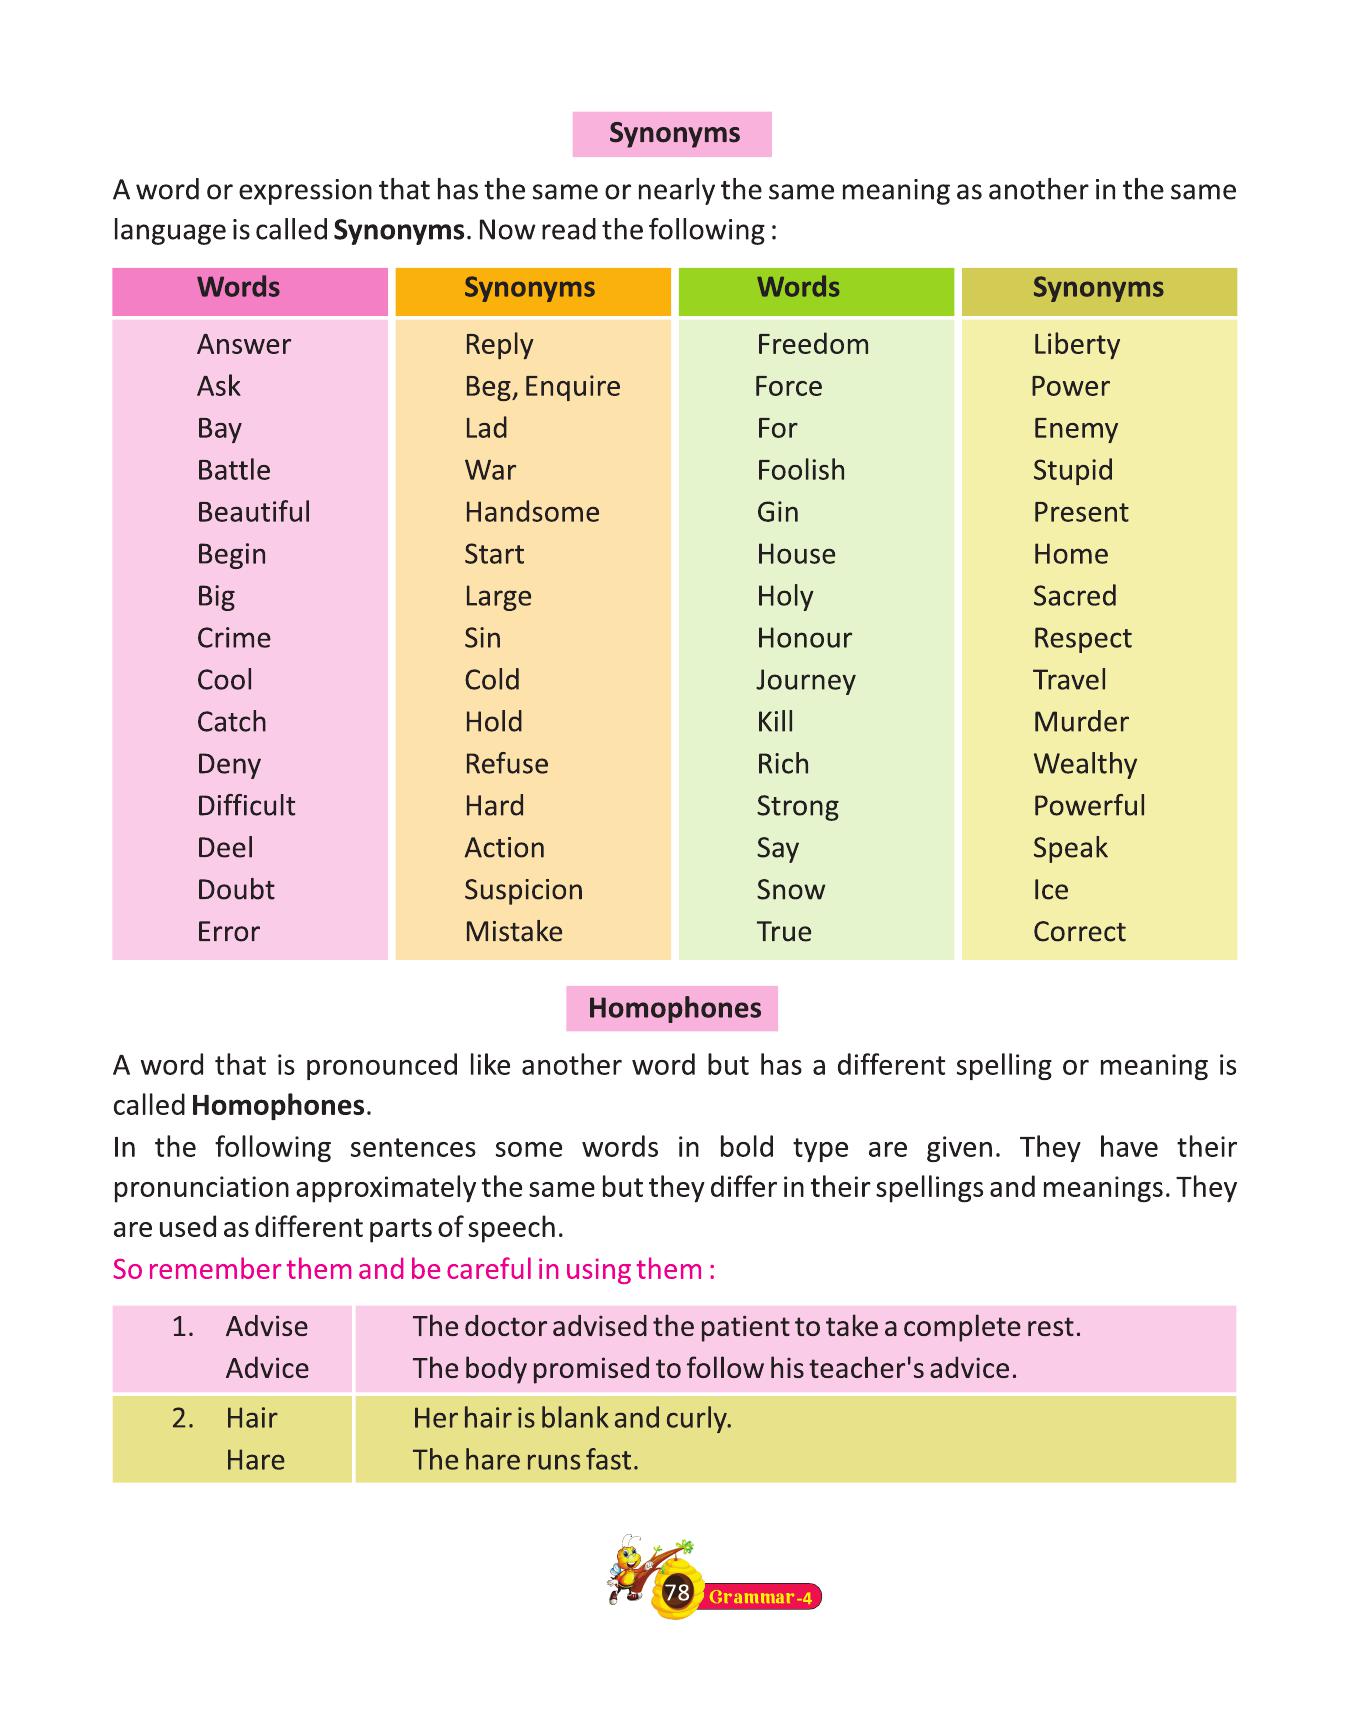 Synonyms
A word or expression that has the same or nearly the same meaning as another in the same
language is called Synonyms. Now read the following :
Words Synonyms Words Synonyms
Answer Reply Freedom Liberty
Ask Beg, Enquire Force Power
Bay Lad For Enemy
Battle War Foolish Stupid
Beautiful Handsome Gin Present
Begin Start House Home
Big Large Holy Sacred
Crime Sin Honour Respect
Cool Cold Journey Travel
Catch Hold Kill Murder
Deny Refuse Rich Wealthy
Difficult Hard Strong Powerful
Deel Action Say Speak
Doubt Suspicion Snow Ice
Error Mistake True Correct
Homophones
A word that is pronounced like another word but has a different spelling or meaning is
called Homophones.
In the following sentences some words in bold type are given. They have their
pronunciation approximately the same but they differ in their spellings and meanings. They
are used as different parts of speech.
So remember them and be careful in using them :
1. Advise The doctor advised the patient to take a complete rest.
Advice The body promised to follow his teacher's advice.
2. Hair Her hair is blank and curly.
Hare The hare runs fast.
78 Grammar-4